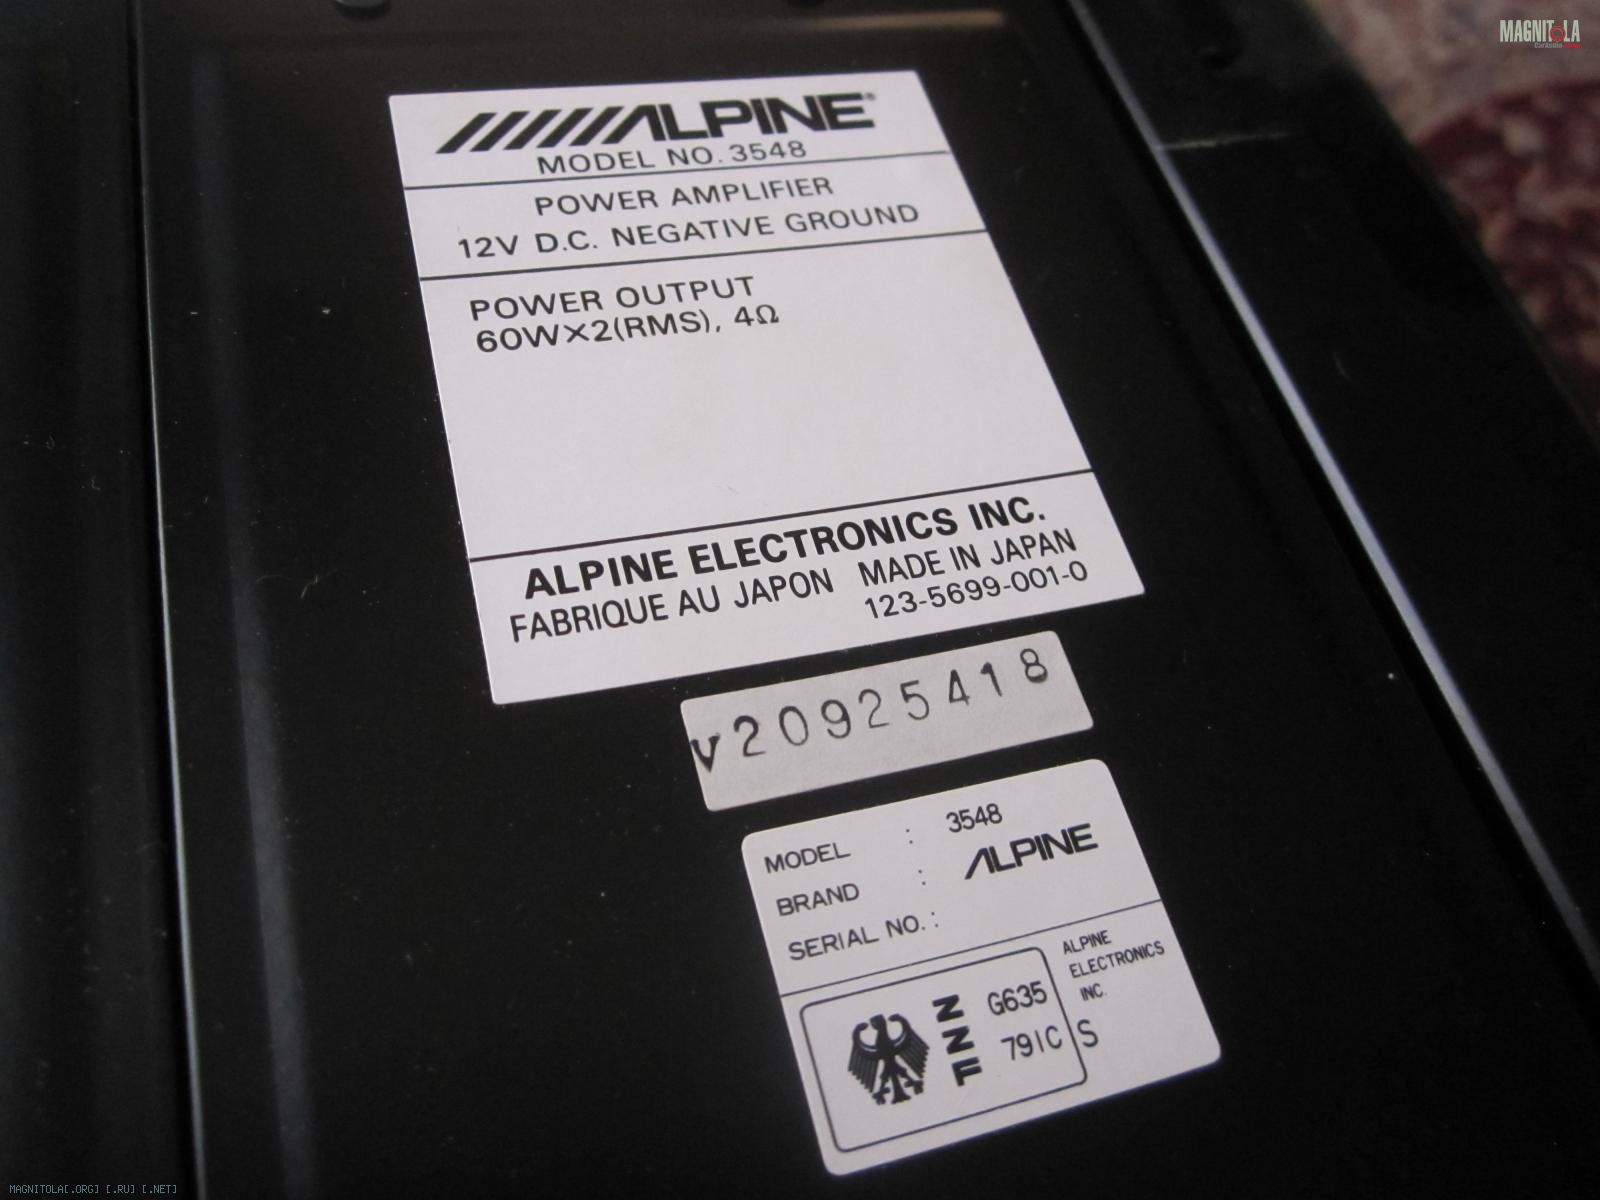 MAGNITOLA
ALPINE®
MODEL NO. 3548
POWER AMPLIFIER
12V D.C. NEGATIVE GROUND
POWER OUTPUT
60W×2(RMS), 4Ω
ALPINE ELECTRONICS INC.
FABRIQUE AU JAPON MADE IN JAPAN
123-5699-001-0
V20925418
MODEL : 3548
BRAND : ALPINE
SERIAL NO. :
ALPINE
ELECTRONICS
INC.
FINN
G635
791C S
MAGNITOLA[.ORG] [.RU] [.NET]